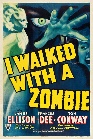 JAMES FRANCES TOM
ELLISON DEE CONWAY
I WALKED
WITH A
ZOMBIE